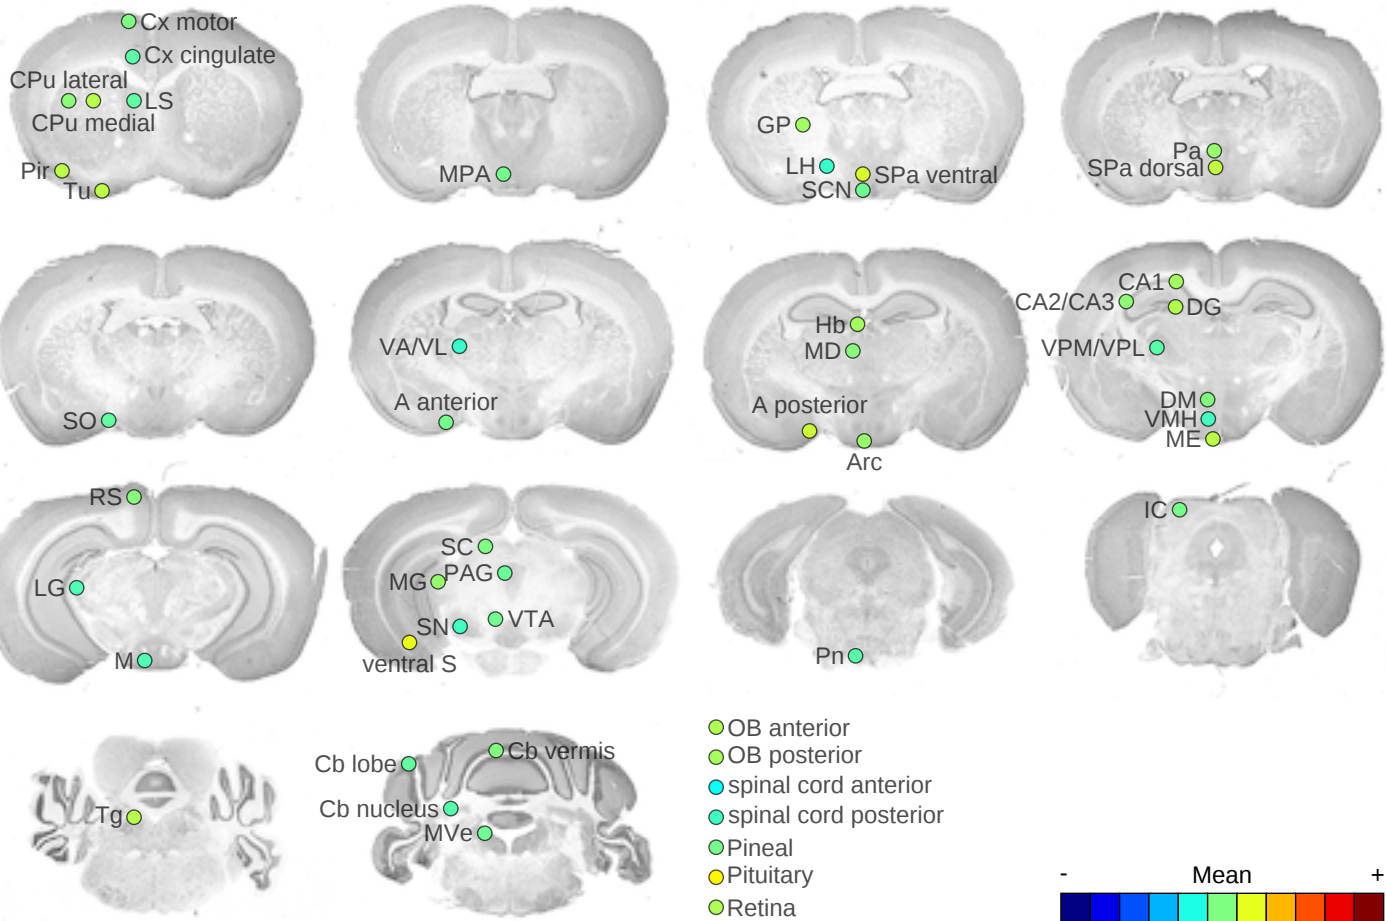 Cx motor
Cx cingulate
CPu lateral
LS
CPu medial
Pir
Tu
MPA
GP
LH
SPa ventral
SCN
Pa
SPa dorsal
SO
VA/VL
A anterior
Hb
MD
A posterior
Arc
CA1
CA2/CA3
DG
VPM/VPL
DM
VMH
ME
RS
LG
M
SC
MG
PAG
SN
VTA
ventral S
Pn
IC
Tg
Cb lobe
Cb vermis
Cb nucleus
MVe
OB anterior
OB posterior
spinal cord anterior
spinal cord posterior
Pineal
Pituitary
Retina
- Mean +